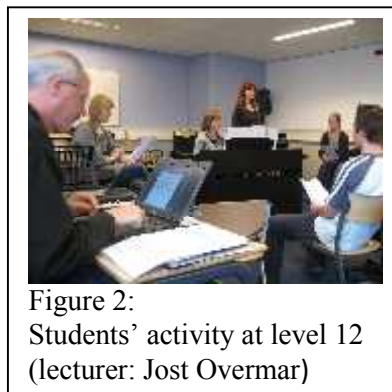 Figure 2:
Students’ activity at level 12
(lecturer: Jost Overmar)